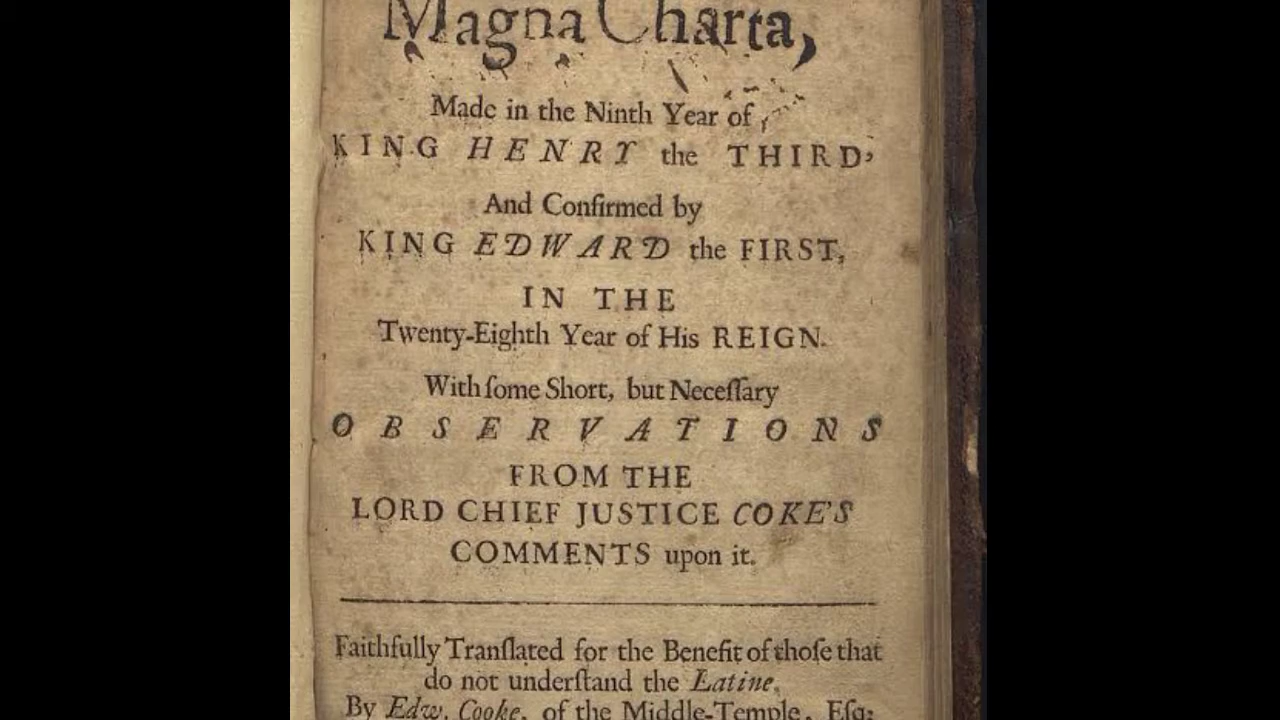 Magna Charta,
Made in the Ninth Year of
KING HENRY the THIRD,
And Confirmed by
KING EDWARD the FIRST,
IN THE
Twenty-Eighth Year of His REIGN.
With ſome Short, but Neceſſary
OBSERVATIONS
FROM THE
LORD CHIEF JUSTICE COKE'S
COMMENTS upon it.
Faithfully Tranſlated for the Benefit of thoſe that
do not underſtand the Latine.
By Edw. Cooke, of the Middle-Temple, Eſq;